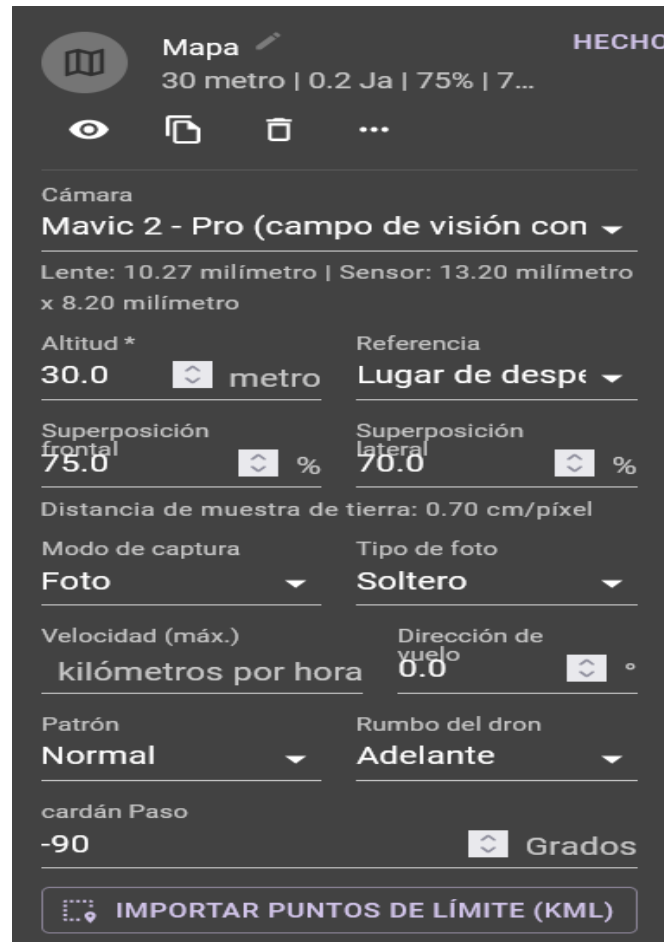 Mapa
HECHO
30 metro | 0.2 Ja | 75% | 7...
Cámara
Mavic 2 - Pro (campo de visión con
Lente: 10.27 milímetro | Sensor: 13.20 milímetro
x 8.20 milímetro
Altitud * Referencia
30.0 metro Lugar de despe
Superposición frontal Superposición lateral
75.0 % 70.0 %
Distancia de muestra de tierra: 0.70 cm/píxel
Modo de captura Tipo de foto
Foto Soltero
Velocidad (máx.) Dirección de vuelo
kilómetros por hora 0.0 °
Patrón Rumbo del dron
Normal Adelante
cardán Paso
-90 Grados
IMPORTAR PUNTOS DE LÍMITE (KML)